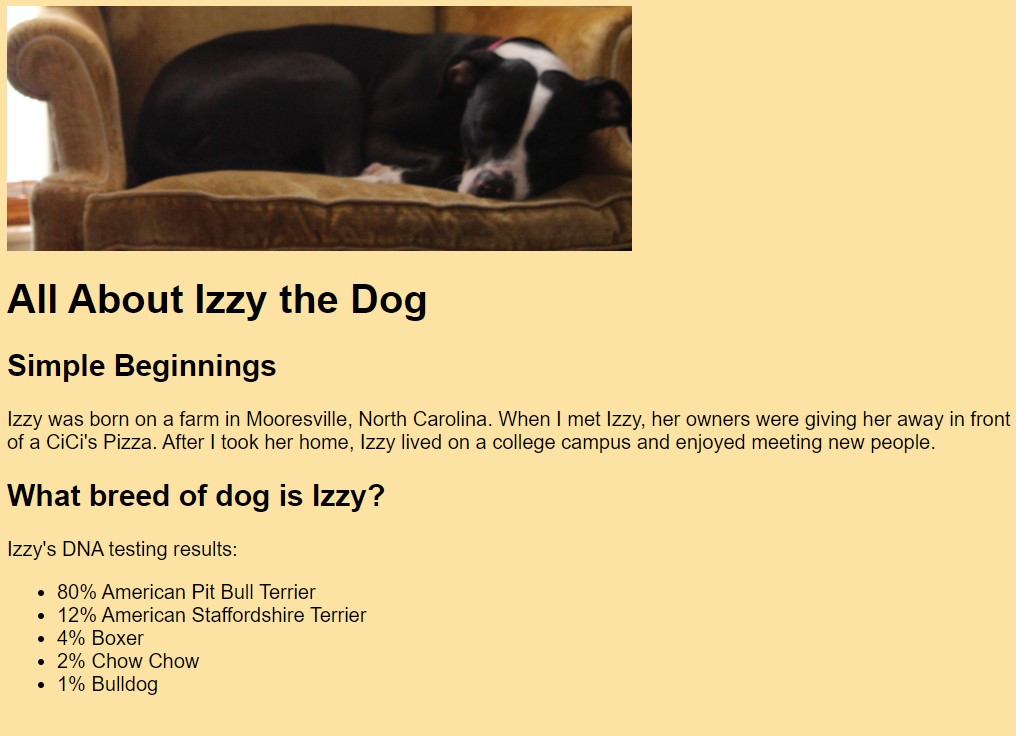 All About Izzy the Dog
Simple Beginnings
Izzy was born on a farm in Mooresville, North Carolina. When I met Izzy, her owners were giving her away in front
of a CiCi's Pizza. After I took her home, Izzy lived on a college campus and enjoyed meeting new people.
What breed of dog is Izzy?
Izzy's DNA testing results:
• 80% American Pit Bull Terrier
• 12% American Staffordshire Terrier
• 4% Boxer
• 2% Chow Chow
• 1% Bulldog